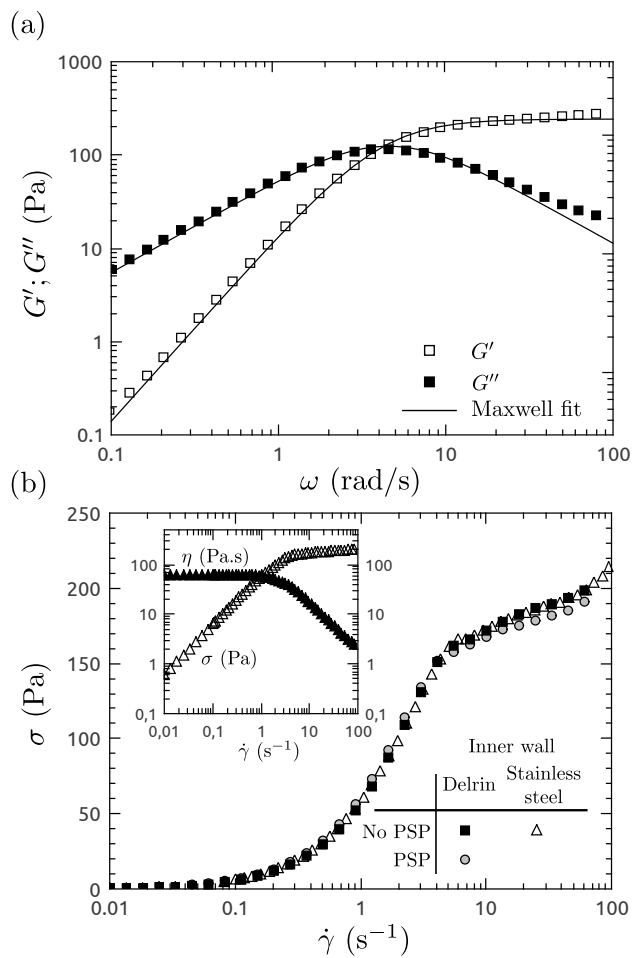 (a)
1000
100
10
1
0.1
G′; G″ (Pa)
G′
G″
Maxwell fit
0.1 1 10 100
ω (rad/s)
(b)
250
200
150
100
50
0
σ (Pa)
η (Pa.s)
σ (Pa)
100 100
10 10
1 1
0,1 0,1
0,01 0,1 1 10 100
γ̇ (s⁻¹)
Inner wall
Delrin Stainless
steel
No PSP
PSP
0.01 0.1 1 10 100
γ̇ (s⁻¹)